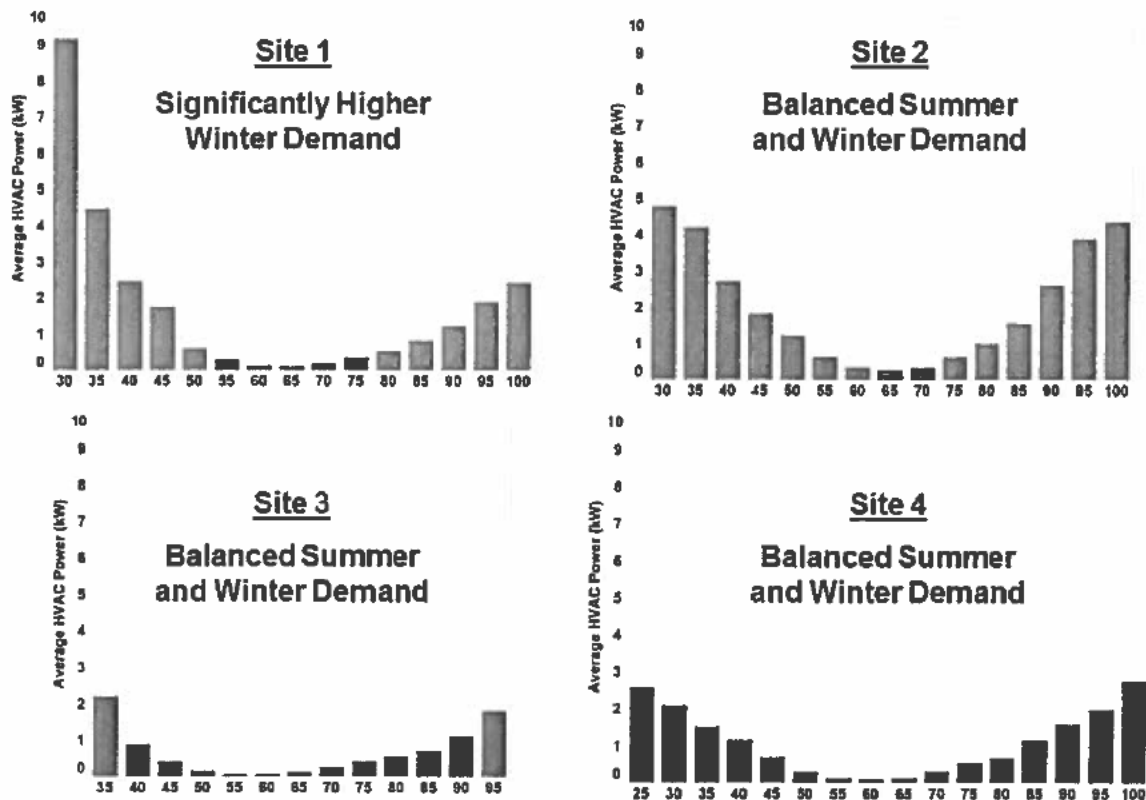 10
9
8
7
6
5
4
3
2
1
0
Average HVAC Power (kW)
Site 1
Significantly Higher
Winter Demand
30 35 40 45 50 55 60 65 70 75 80 85 90 95 100
10
9
8
7
6
5
4
3
2
1
0
Average HVAC Power (kW)
Site 2
Balanced Summer
and Winter Demand
30 35 40 45 50 55 60 65 70 75 80 85 90 95 100
10
9
8
7
6
5
4
3
2
1
0
Average HVAC Power (kW)
Site 3
Balanced Summer
and Winter Demand
35 40 45 50 55 60 65 70 75 80 85 90 95
10
9
8
7
6
5
4
3
2
1
0
Average HVAC Power (kW)
Site 4
Balanced Summer
and Winter Demand
25 30 35 40 45 50 55 60 65 70 75 80 85 90 95 100